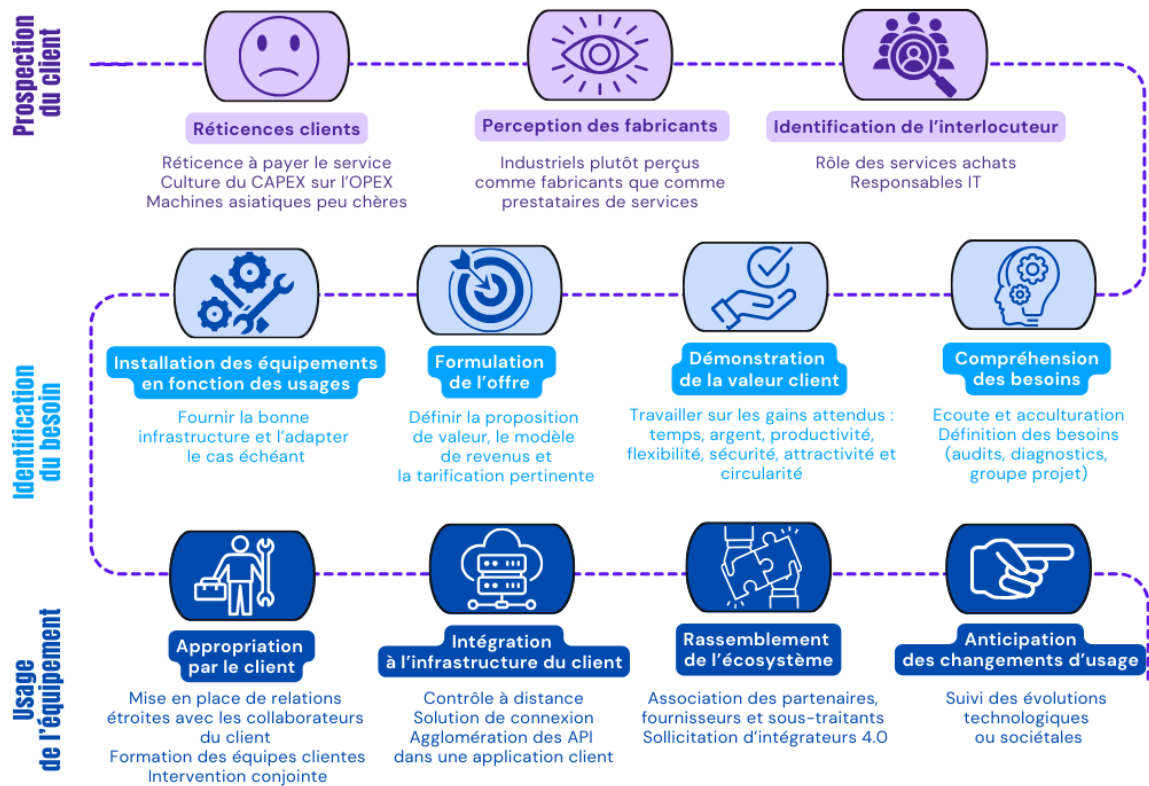 Prospection
du client
Réticences clients
Réticence à payer le service
Culture du CAPEX sur l'OPEX
Machines asiatiques peu chères
Perception des fabricants
Industriels plutôt perçus
comme fabricants que comme
prestataires de services
Identification de l'interlocuteur
Rôle des services achats
Responsables IT
Identification
du besoin
Installation des équipements
en fonction des usages
Fournir la bonne
infrastructure et l'adapter
le cas échéant
Formulation
de l'offre
Définir la proposition
de valeur, le modèle
de revenus et
la tarification pertinente
Démonstration
de la valeur client
Travailler sur les gains attendus :
temps, argent, productivité,
flexibilité, sécurité, attractivité et
circularité
Compréhension
des besoins
Ecoute et acculturation
Définition des besoins
(audits, diagnostics,
groupe projet)
Usage
de l'équipement
Appropriation
par le client
Mise en place de relations
étroites avec les collaborateurs
du client
Formation des équipes clientes
Intervention conjointe
Intégration
à l'infrastructure du client
Contrôle à distance
Solution de connexion
Agglomération des API
dans une application client
Rassemblement
de l'écosystème
Association des partenaires,
fournisseurs et sous-traitants
Sollicitation d'intégrateurs 4.0
Anticipation
des changements d'usage
Suivi des évolutions
technologiques
ou sociétales